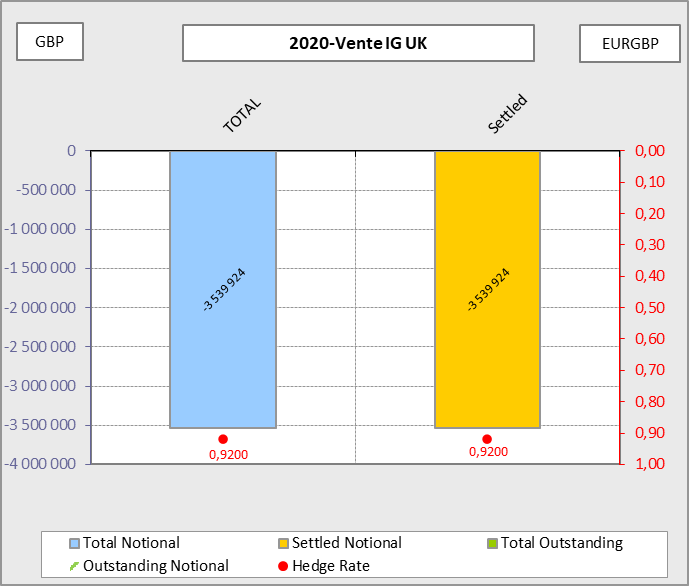 GBP
2020-Vente IG UK
EURGBP
TOTAL
Settled
0
-500 000
-1 000 000
-1 500 000
-2 000 000
-2 500 000
-3 000 000
-3 500 000
-4 000 000
-3 539 924
-3 539 924
0,9200
0,9200
0,00
0,10
0,20
0,30
0,40
0,50
0,60
0,70
0,80
0,90
1,00
Total Notional
Settled Notional
Total Outstanding
Outstanding Notional
Hedge Rate